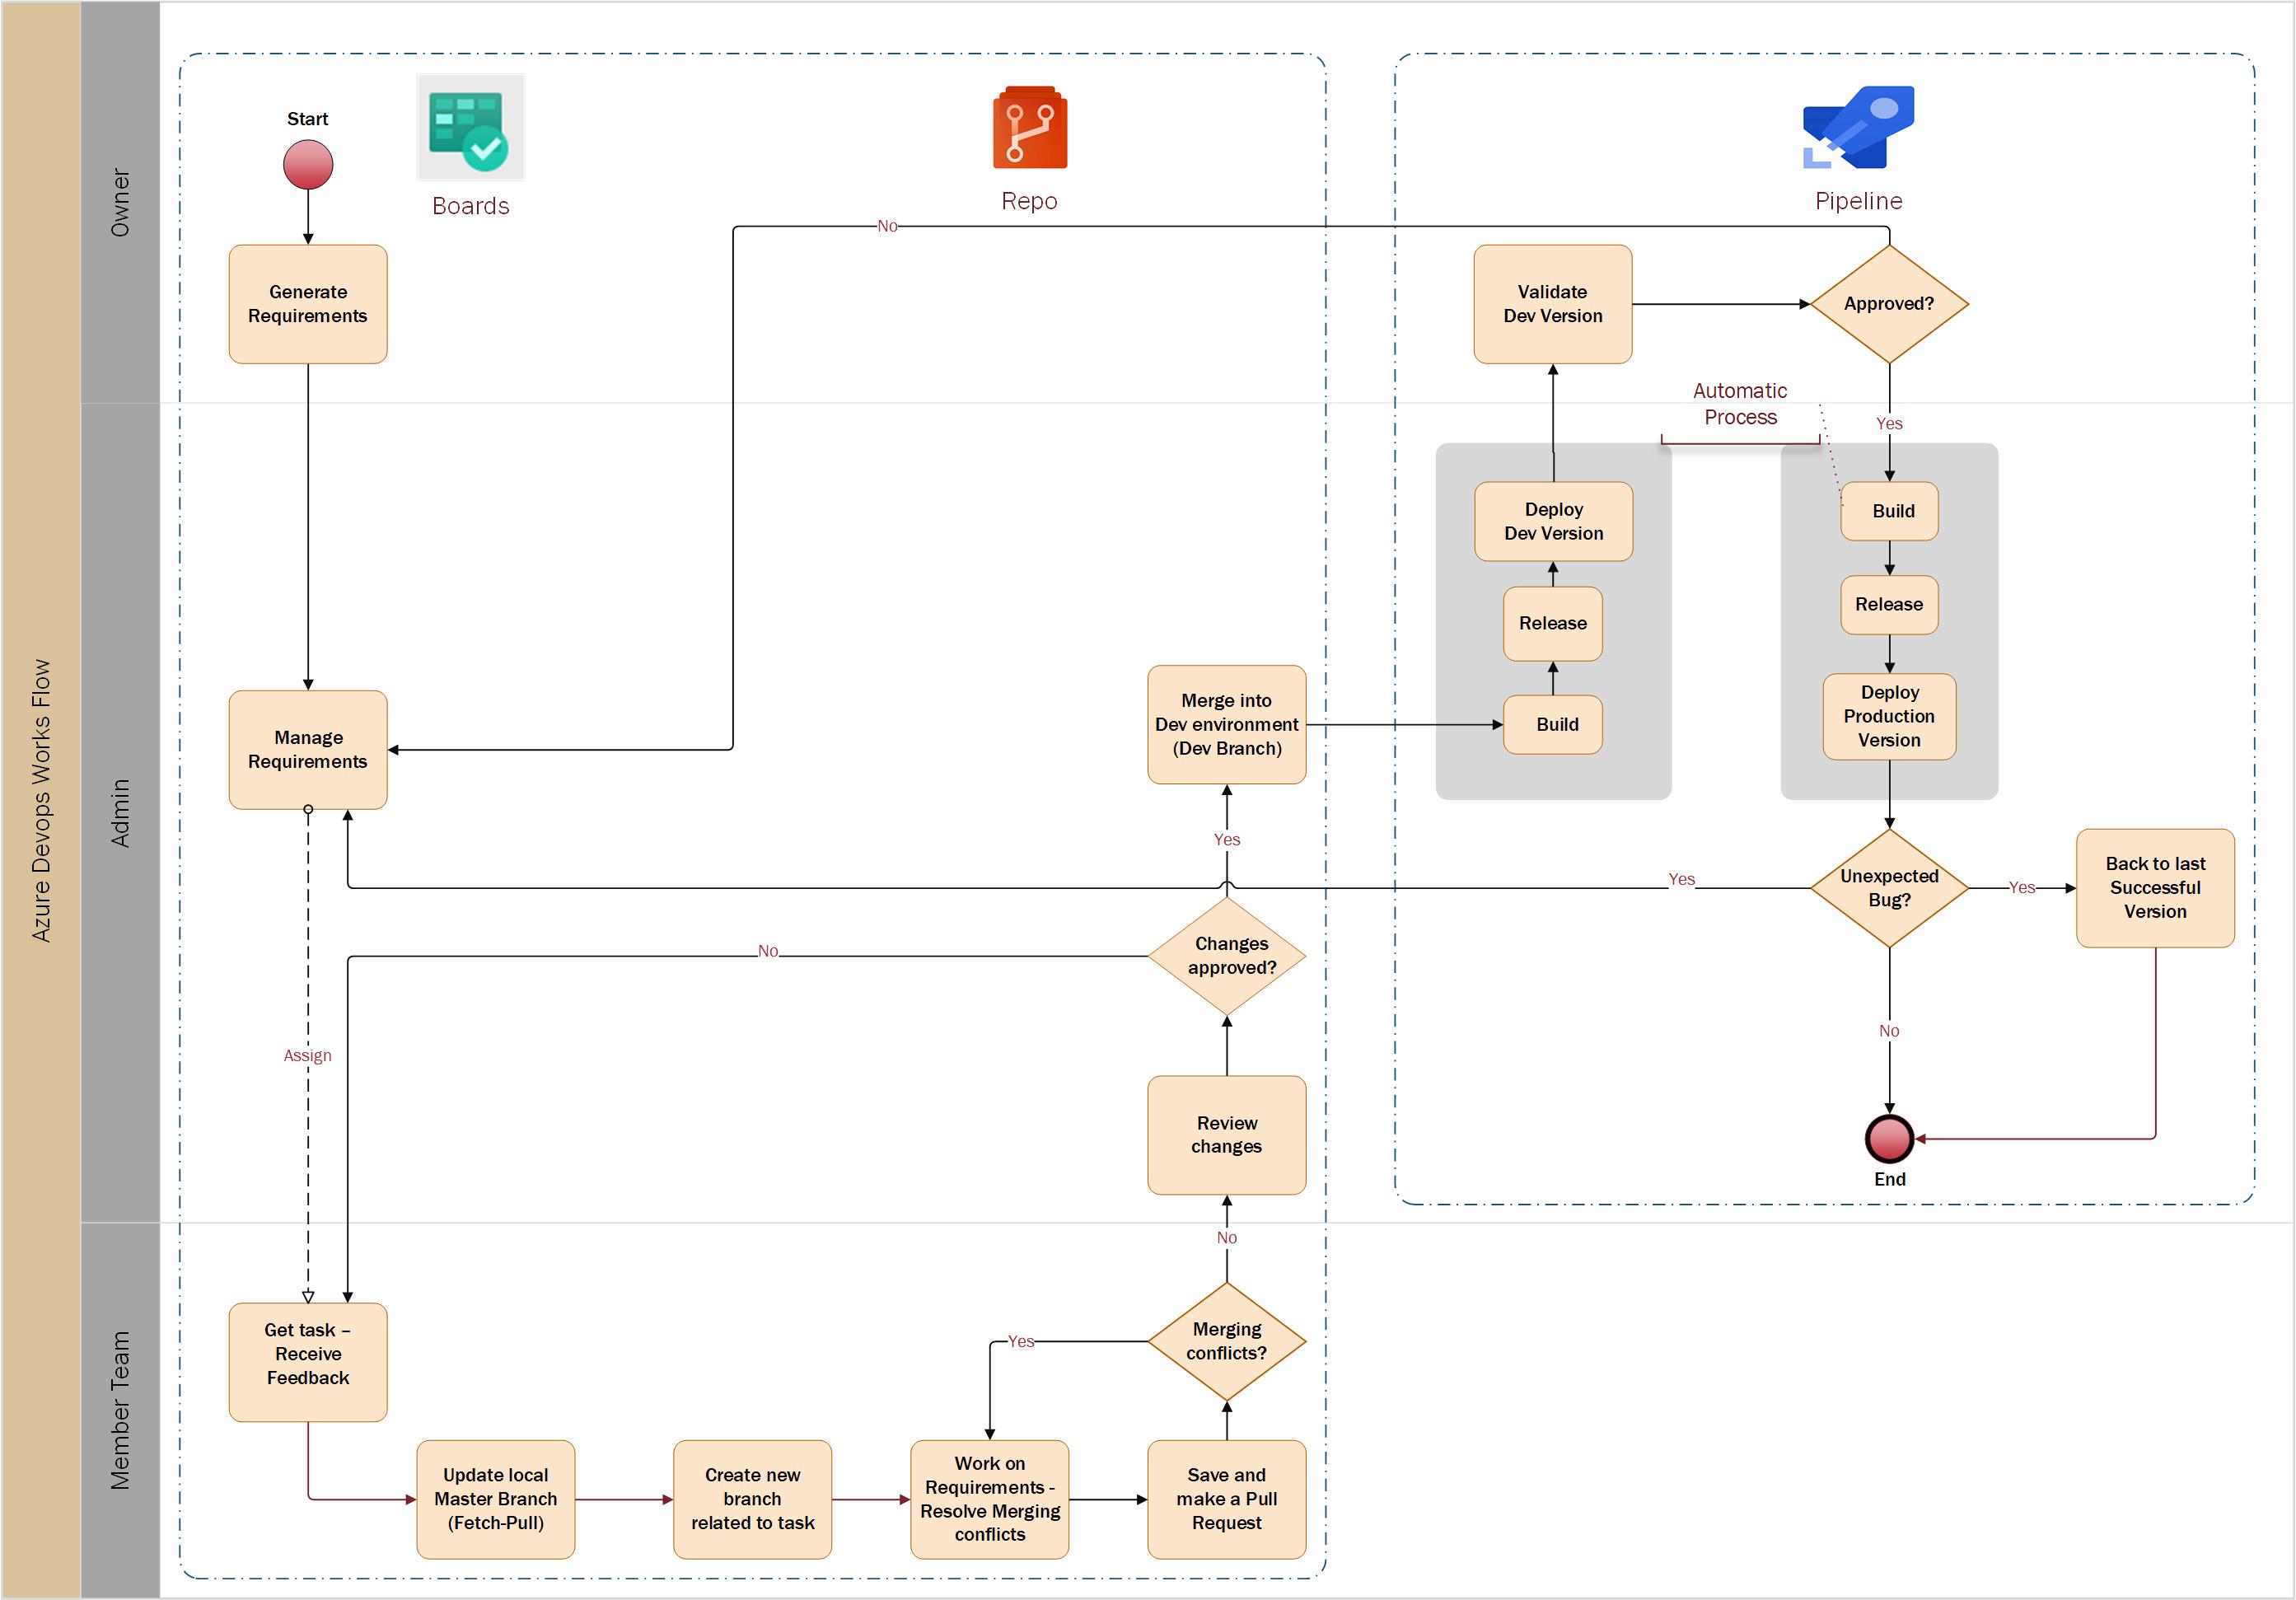 Azure Devops Works Flow
Owner
Admin
Member Team
Start
Boards
Repo
Pipeline
No
Generate
Requirements
Validate
Dev Version
Approved?
Automatic
Process
Yes
Deploy
Dev Version
Build
Release
Release
Merge into
Dev environment
(Dev Branch)
Build
Deploy
Production
Version
Manage
Requirements
Yes
Yes
Unexpected
Bug?
Yes
Back to last
Successful
Version
No
Changes
approved?
No
Assign
Review
changes
End
No
Get task –
Receive
Feedback
Yes
Merging
conflicts?
Update local
Master Branch
(Fetch-Pull)
Create new
branch
related to task
Work on
Requirements -
Resolve Merging
conflicts
Save and
make a Pull
Request